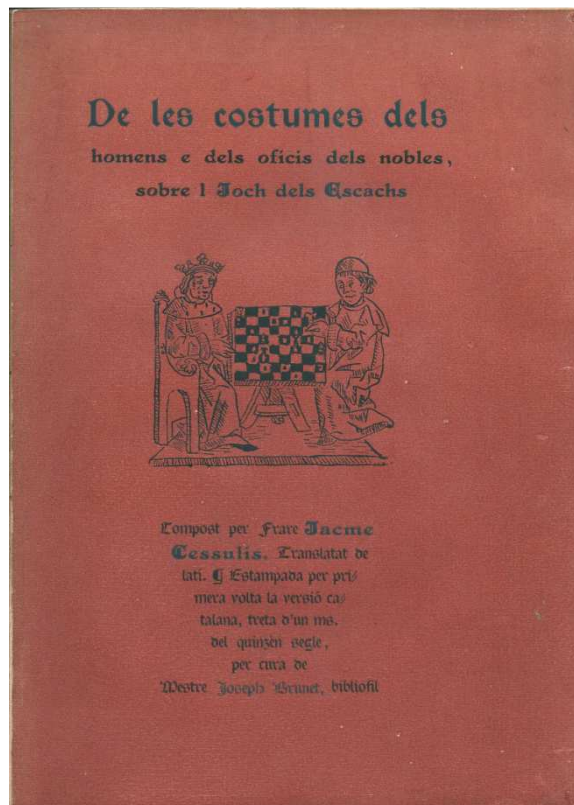 De les costumes dels
homens e dels oficis dels nobles,
sobre l Joch dels Escachs
Compost per Frare Jacme
Cessulis. Translatat de
lati. ¶ Estampada per pri-
mera volta la versió ca-
talana, treta d'un ms.
del quinzèn segle,
per cura de
Mestre Joseph Brunet, bibliofil